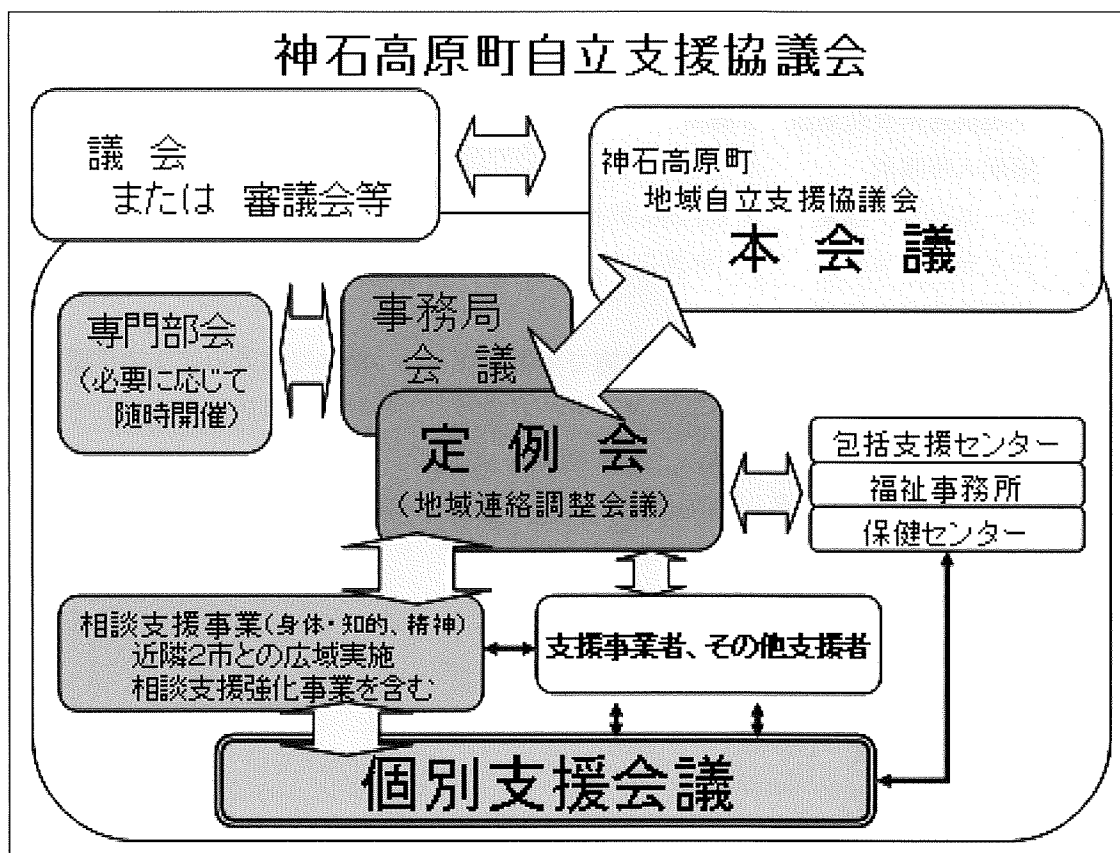 神石高原町自立支援協議会
議 会
または 審議会等
神石高原町
地域自立支援協議会
本 会 議
専門部会
(必要に応じて
随時開催)
事務局
会 議
定 例 会
(地域連絡調整会議)
包括支援センター
福祉事務所
保健センター
相談支援事業(身体・知的、精神)
近隣2市との広域実施
相談支援強化事業を含む
支援事業者、その他支援者
個別支援会議